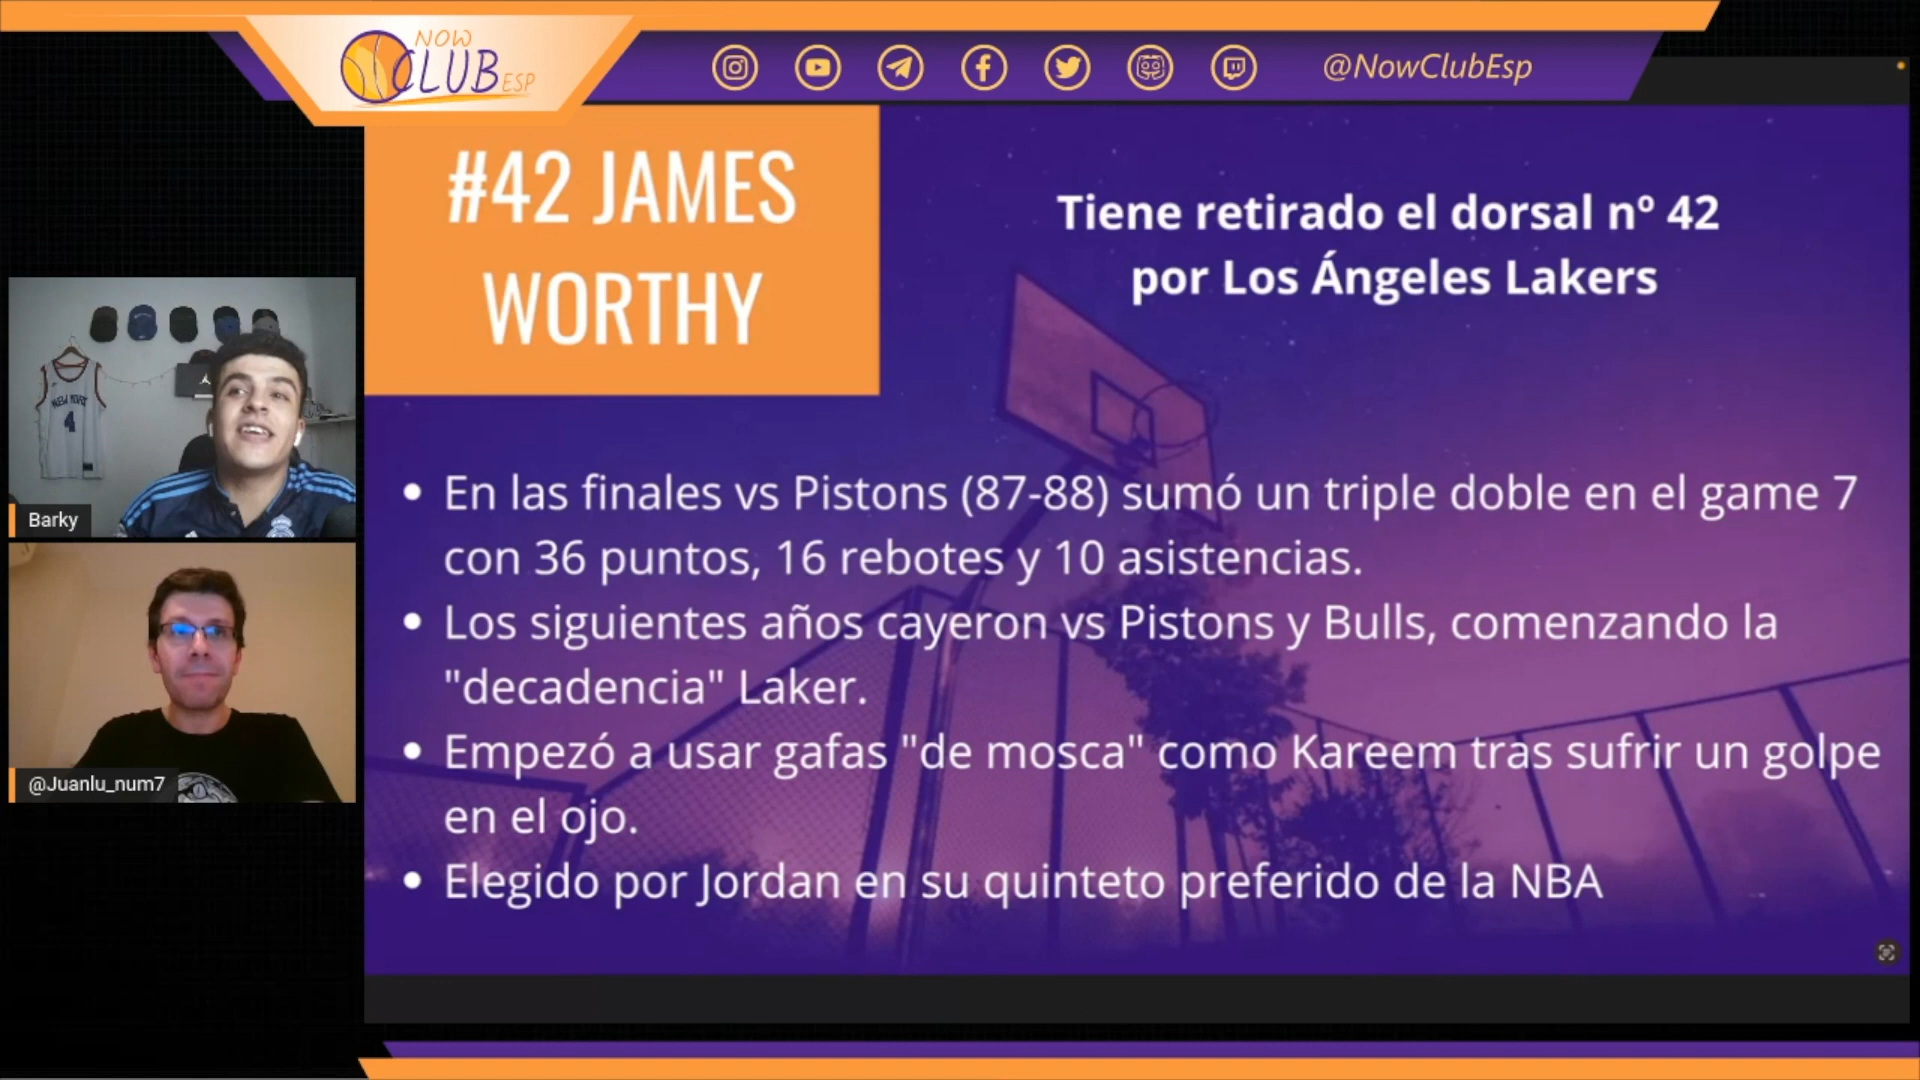 NOW
CLUB ESP
@NowClubEsp
#42 JAMES
WORTHY
Tiene retirado el dorsal nº 42
por Los Ángeles Lakers
NEW YORK
4
Barky
@Juanlu_num7
• En las finales vs Pistons (87-88) sumó un triple doble en el game 7
con 36 puntos, 16 rebotes y 10 asistencias.
• Los siguientes años cayeron vs Pistons y Bulls, comenzando la
"decadencia" Laker.
• Empezó a usar gafas "de mosca" como Kareem tras sufrir un golpe
en el ojo.
• Elegido por Jordan en su quinteto preferido de la NBA